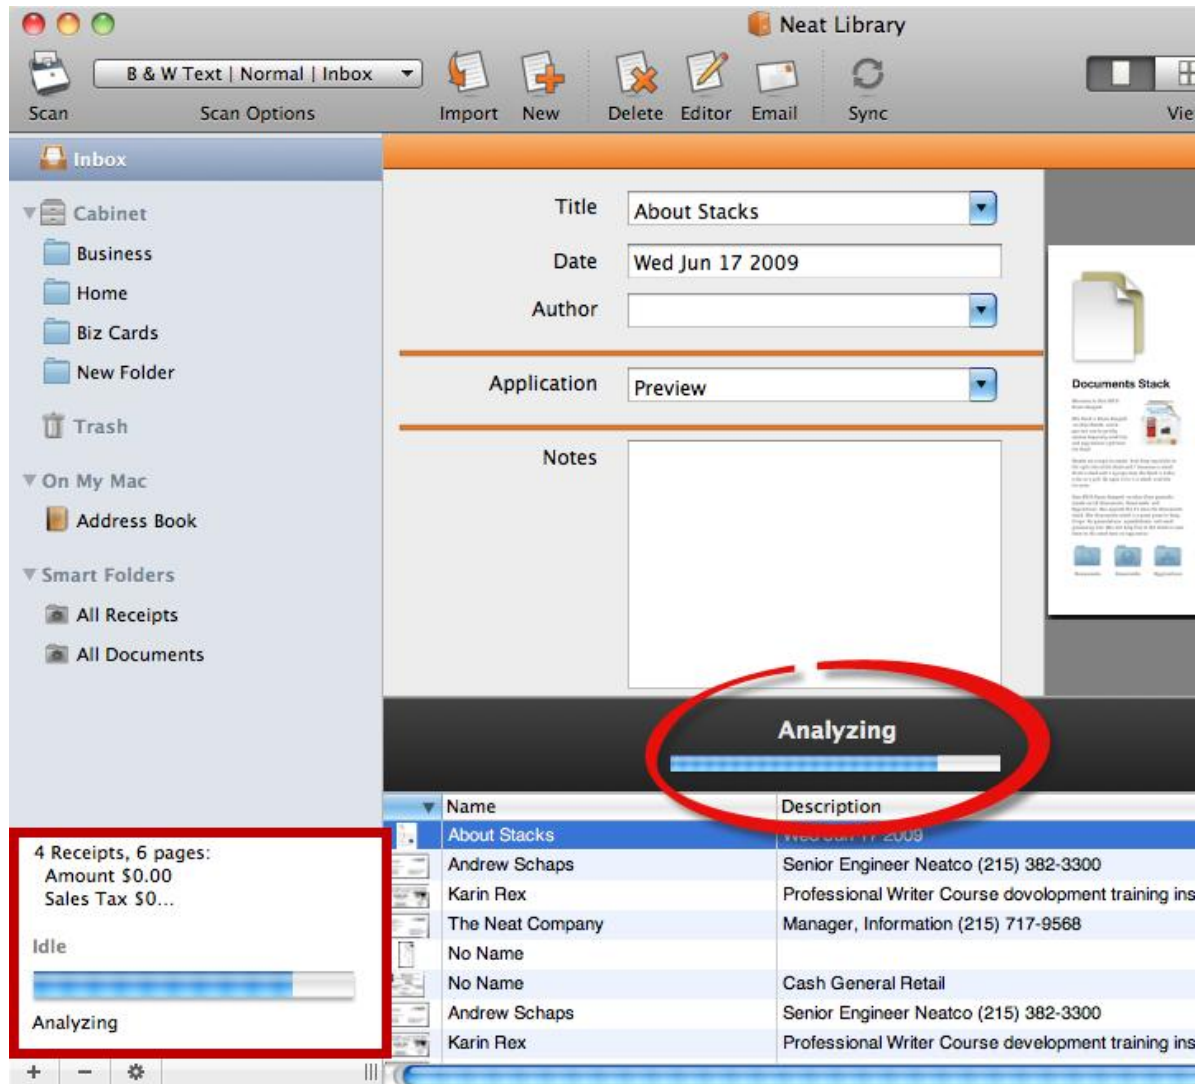 Neat Library
B & W Text | Normal | Inbox
Scan Scan Options Import New Delete Editor Email Sync Vie
Inbox
Cabinet
Business
Home
Biz Cards
New Folder
Trash
On My Mac
Address Book
Smart Folders
All Receipts
All Documents
Title About Stacks
Date Wed Jun 17 2009
Author
Application Preview
Notes
Documents Stack
Analyzing
Name Description
About Stacks Wed Jun 17 2009
Andrew Schaps Senior Engineer Neatco (215) 382-3300
Karin Rex Professional Writer Course dovolopment training ins
The Neat Company Manager, Information (215) 717-9568
No Name
No Name Cash General Retail
Andrew Schaps Senior Engineer Neatco (215) 382-3300
Karin Rex Professional Writer Course development training ins
4 Receipts, 6 pages:
Amount $0.00
Sales Tax $0...
Idle
Analyzing